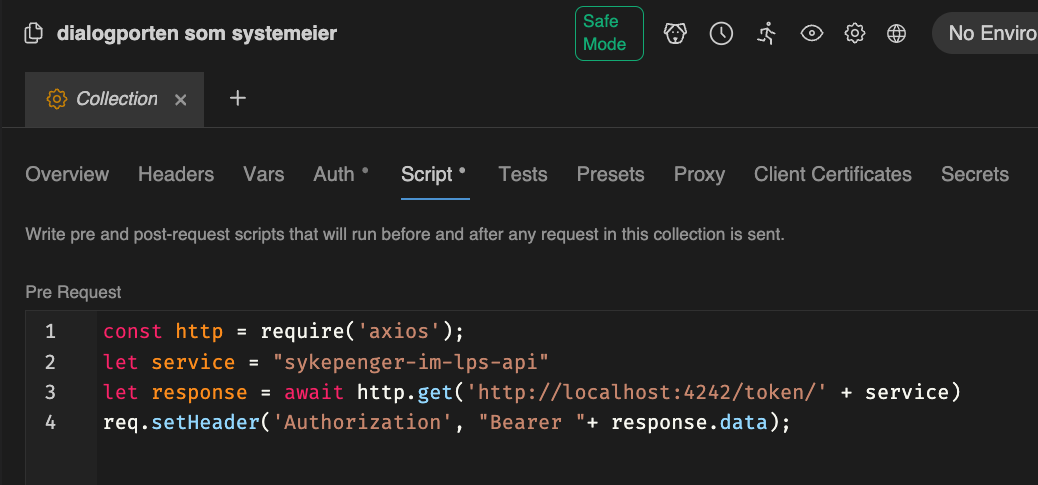 dialogporten som systemeier
Safe
Mode
No Enviro
Collection
Overview Headers Vars Auth Script Tests Presets Proxy Client Certificates Secrets
Write pre and post-request scripts that will run before and after any request in this collection is sent.
Pre Request
1 const http = require('axios');
2 let service = "sykepenger-im-lps-api"
3 let response = await http.get('http://localhost:4242/token/' + service)
4 req.setHeader('Authorization', "Bearer "+ response.data);